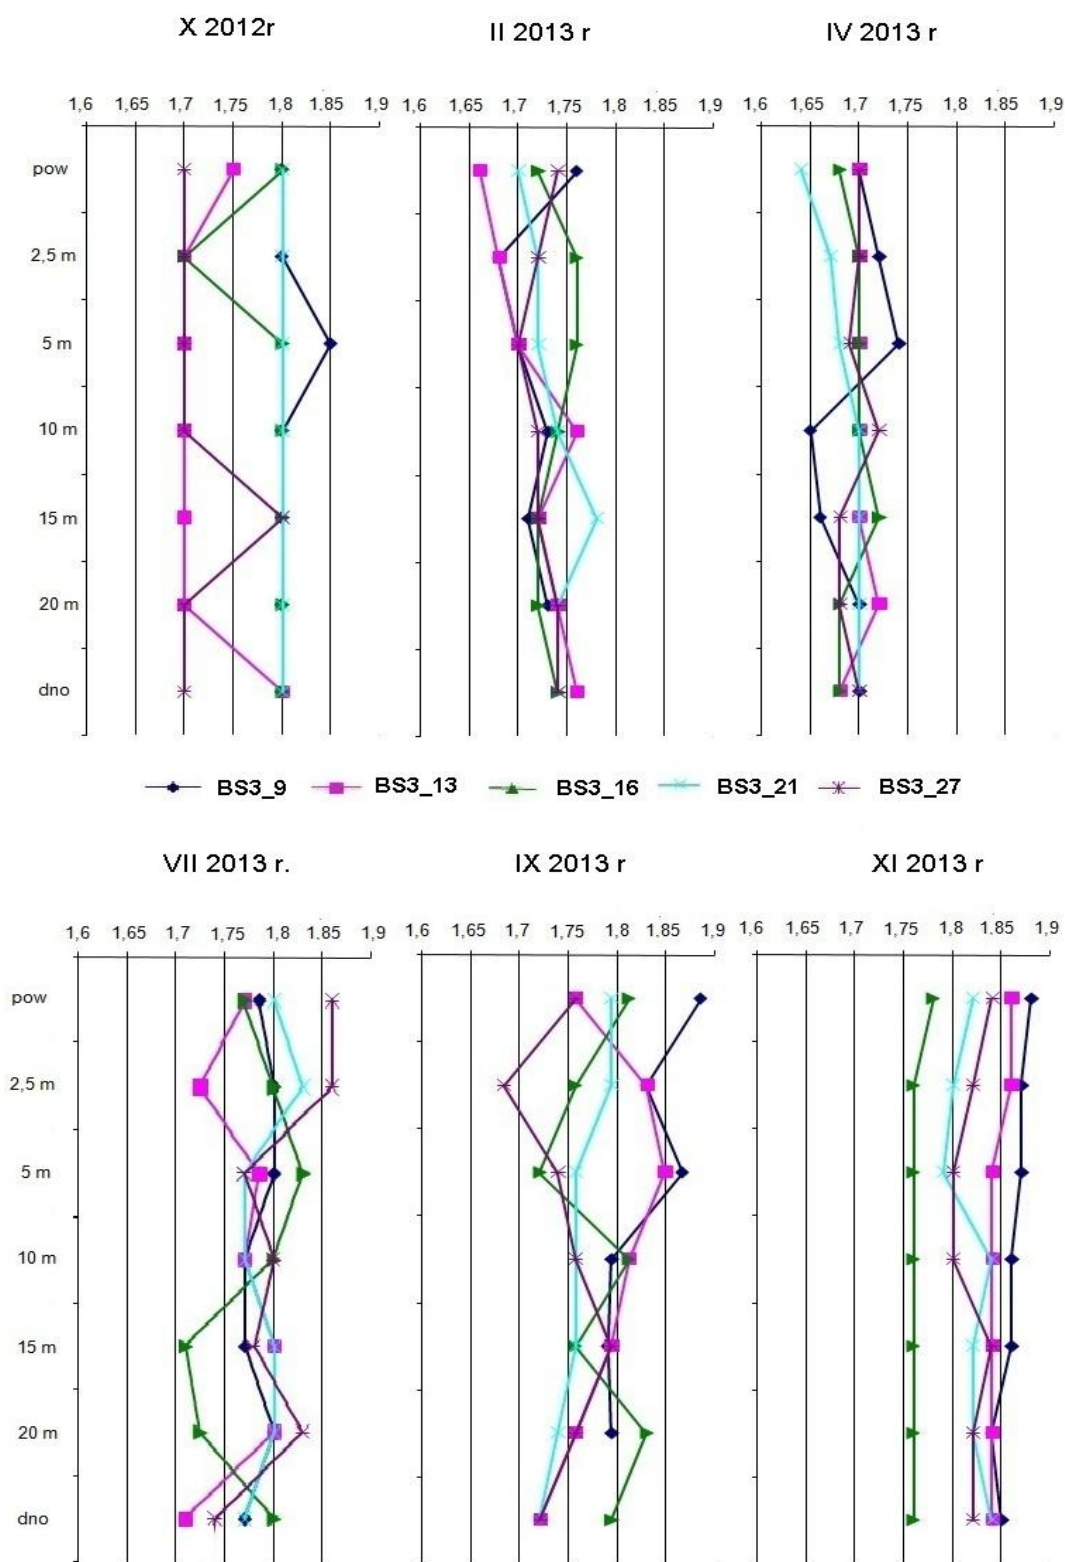 X 2012r
II 2013 r
IV 2013 r
1,6 1,65 1,7 1,75 1,8 1,85 1,9
1,6 1,65 1,7 1,75 1,8 1,85 1,9
1,6 1,65 1,7 1,75 1,8 1,85 1,9
pow
2,5 m
5 m
10 m
15 m
20 m
dno
BS3_9 BS3_13 BS3_16 BS3_21 BS3_27
VII 2013 r.
IX 2013 r
XI 2013 r
1,6 1,65 1,7 1,75 1,8 1,85 1,9
1,6 1,65 1,7 1,75 1,8 1,85 1,9
1,6 1,65 1,7 1,75 1,8 1,85 1,9
pow
2,5 m
5 m
10 m
15 m
20 m
dno